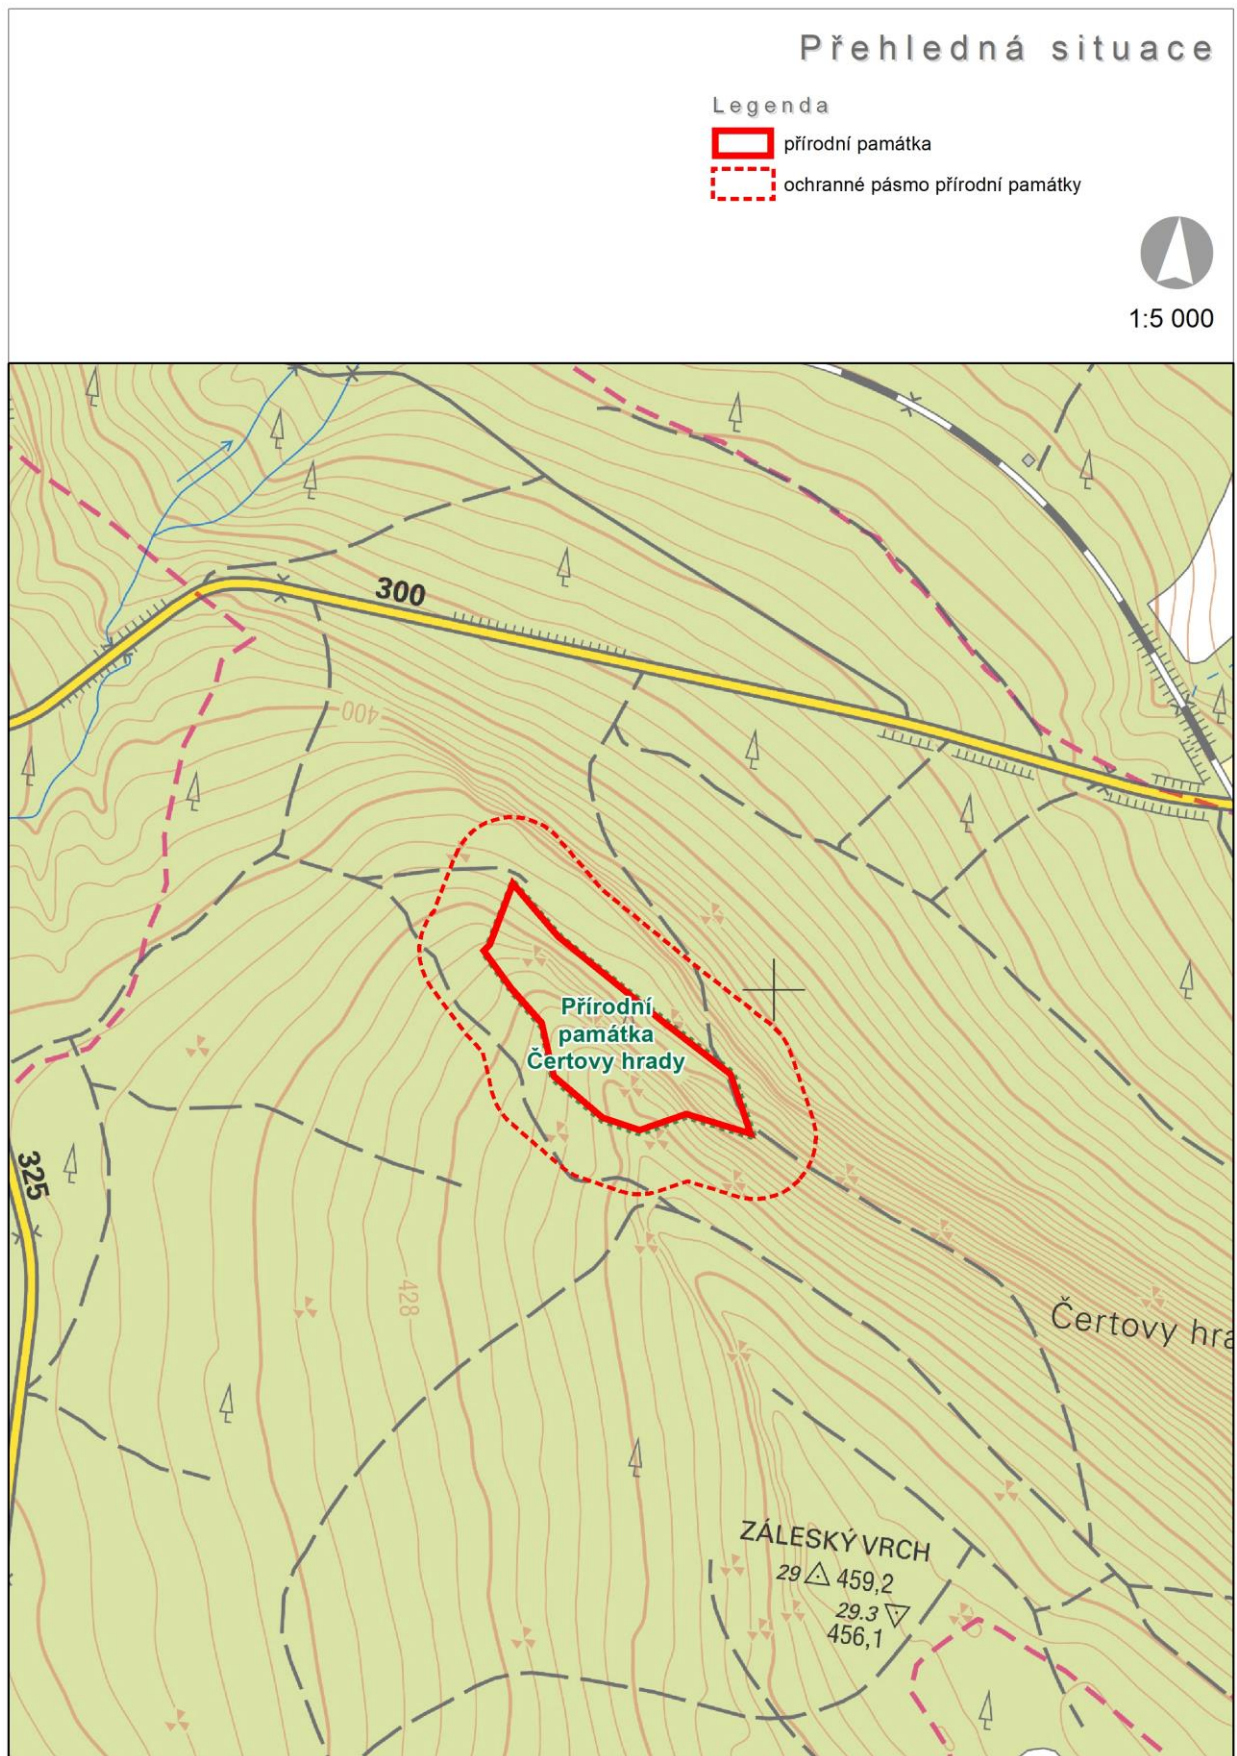 Přehledná situace
Legenda
přírodní památka
ochranné pásmo přírodní památky
1:5 000
300
400
Přírodní
památka
Čertovy hrady
325
428
Čertovy hra
ZÁLESKÝ VRCH
29 459,2
29.3
456,1